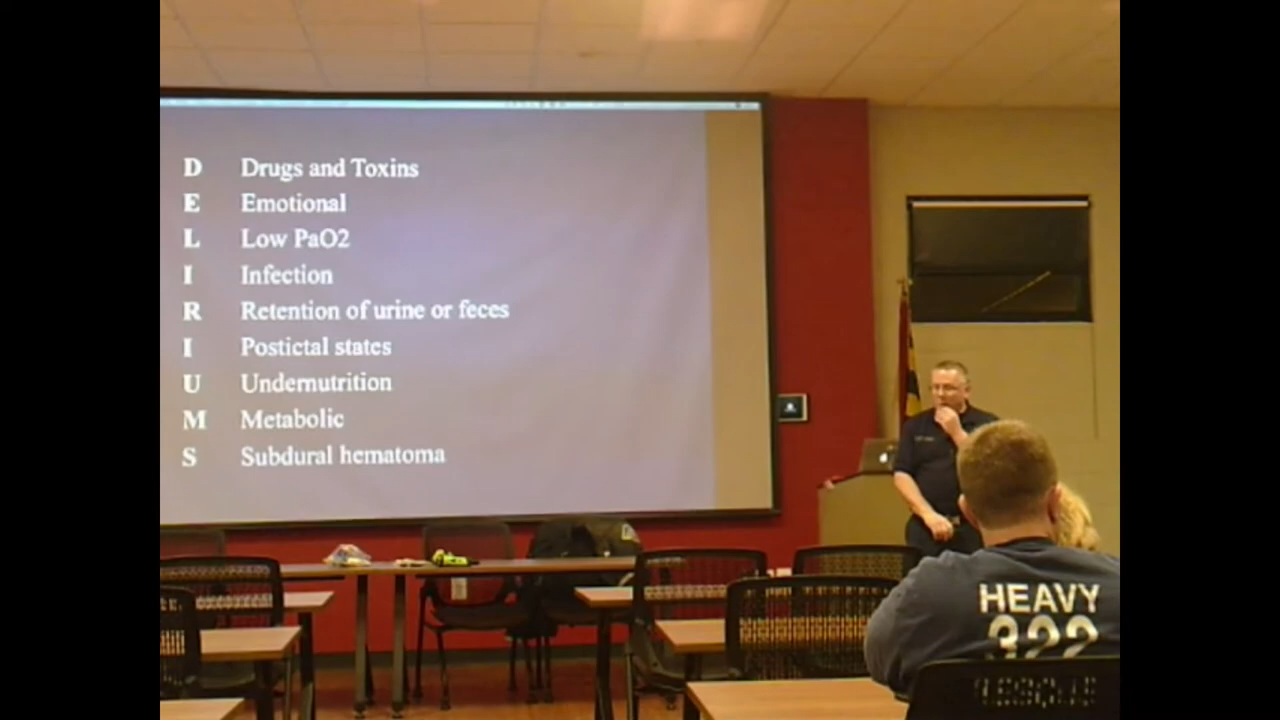 D Drugs and Toxins
E Emotional
L Low PaO2
I Infection
R Retention of urine or feces
I Postictal states
U Undernutrition
M Metabolic
S Subdural hematoma
HEAVY
322